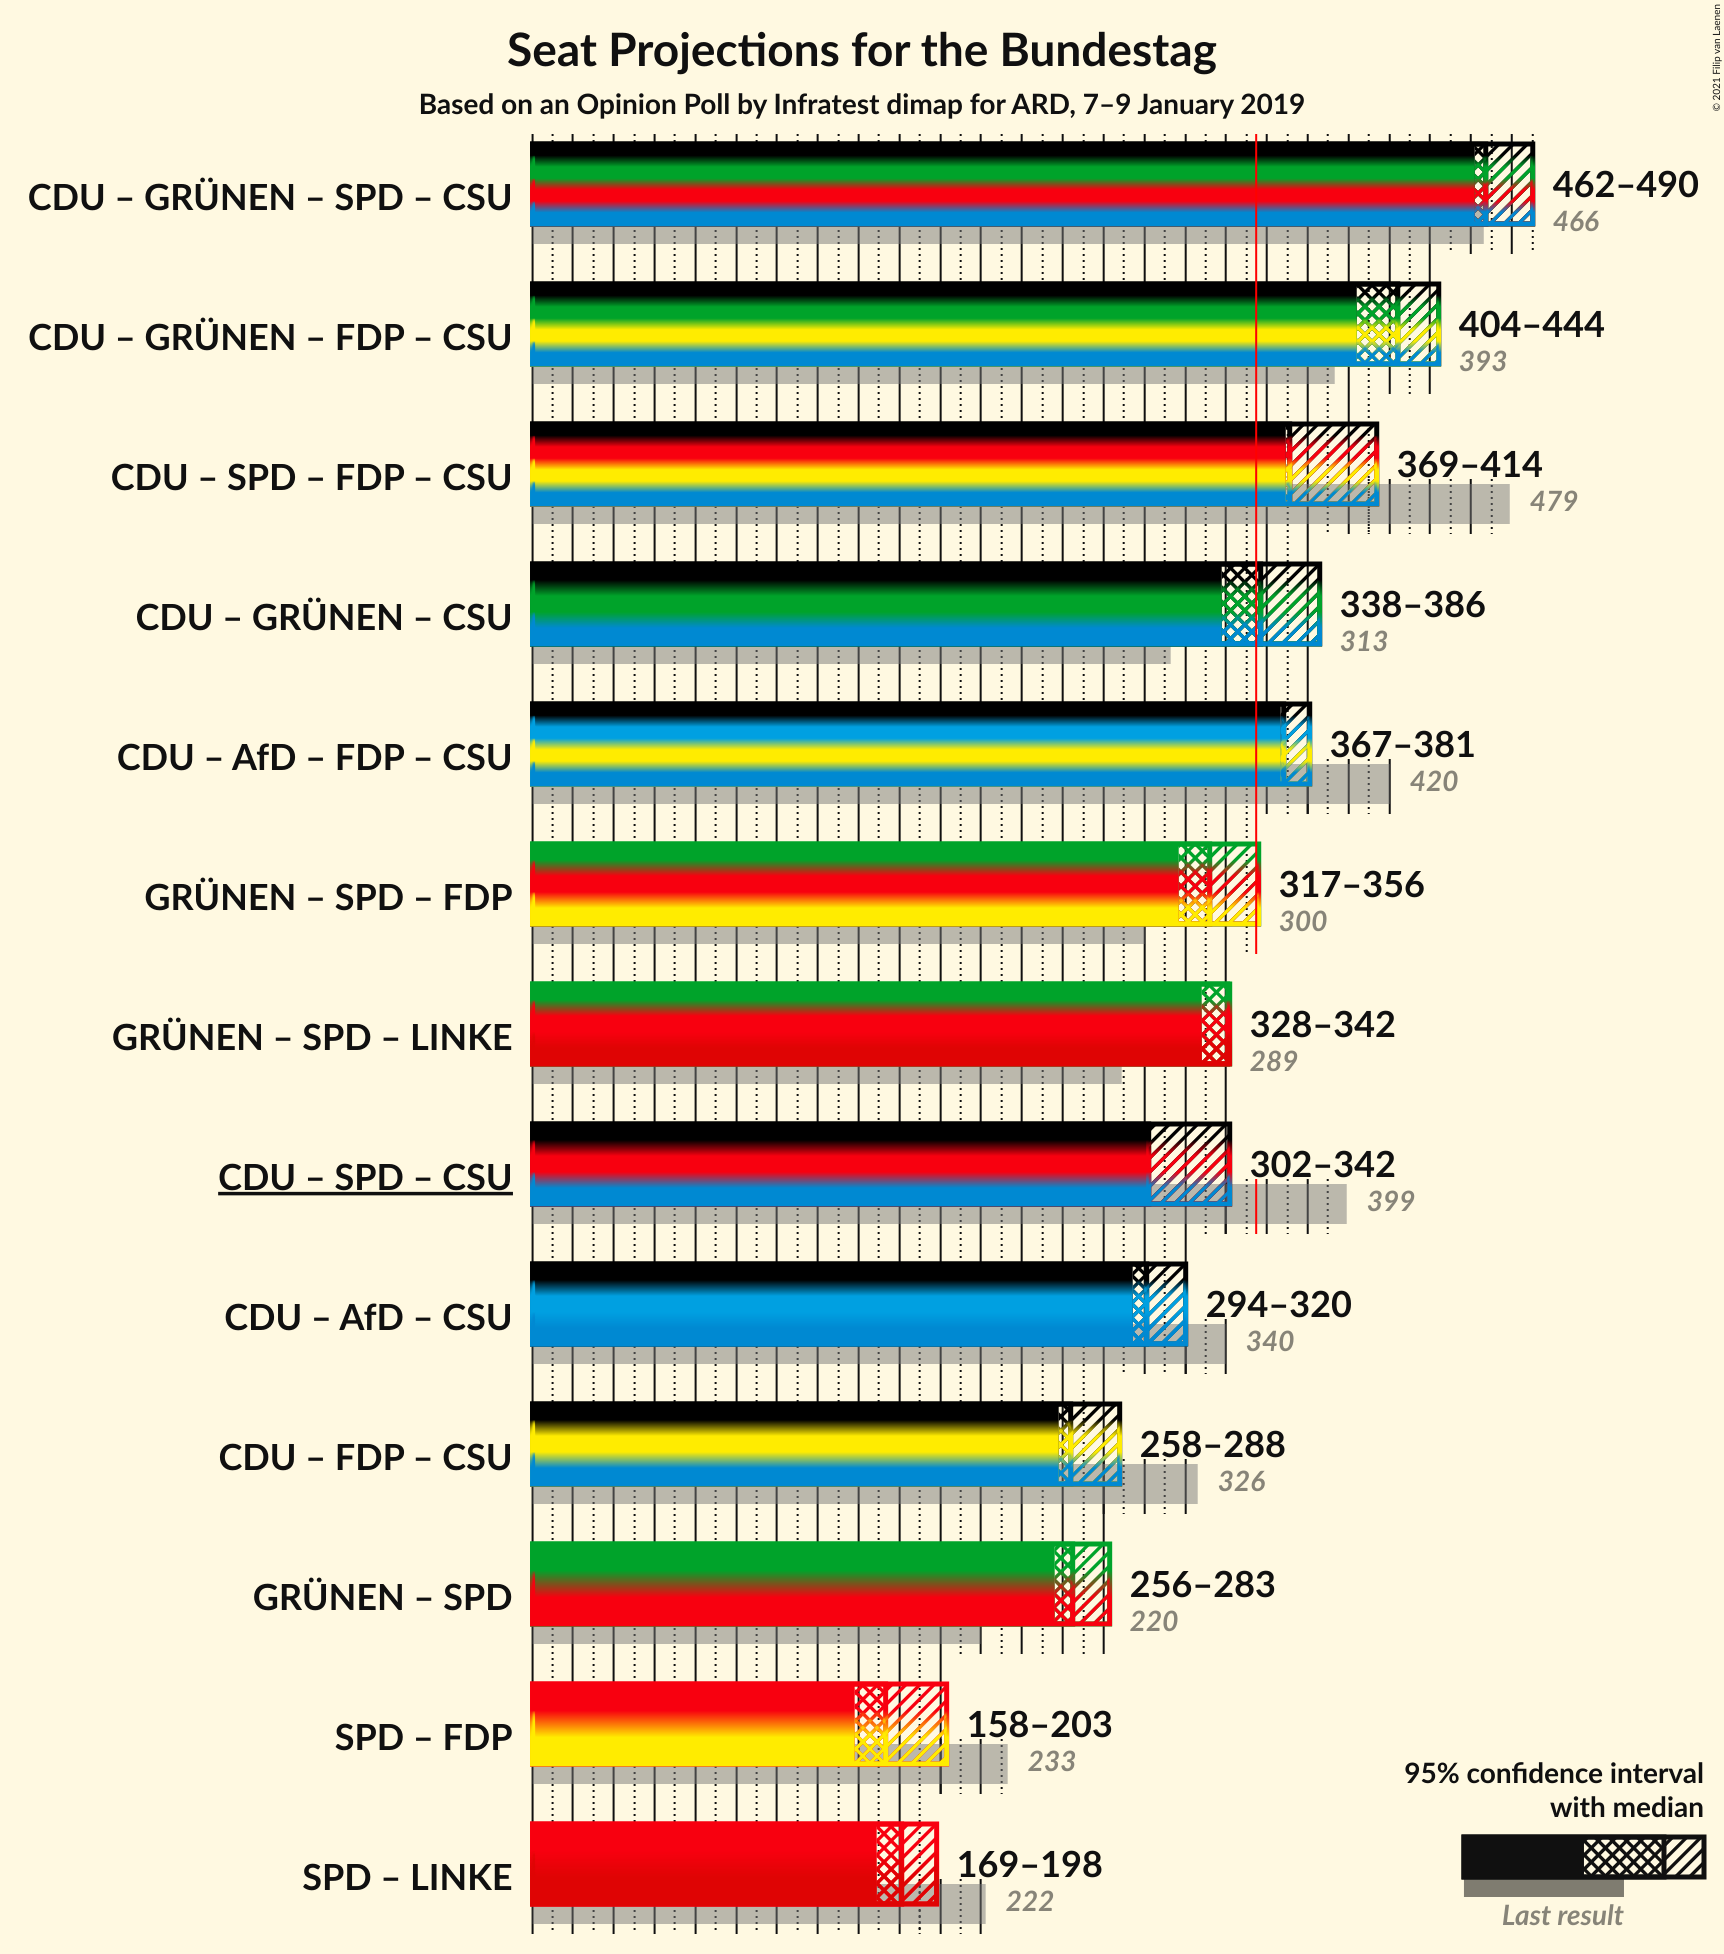 Seat Projections for the Bundestag
Based on an Opinion Poll by Infratest dimap for ARD, 7–9 January 2019
© 2021 Filip van Laenen
CDU – GRÜNEN – SPD – CSU
462–490
466
CDU – GRÜNEN – FDP – CSU
404–444
393
CDU – SPD – FDP – CSU
369–414
479
CDU – GRÜNEN – CSU
338–386
313
CDU – AfD – FDP – CSU
367–381
420
GRÜNEN – SPD – FDP
317–356
300
GRÜNEN – SPD – LINKE
328–342
289
CDU – SPD – CSU
302–342
399
CDU – AfD – CSU
294–320
340
CDU – FDP – CSU
258–288
326
GRÜNEN – SPD
256–283
220
SPD – FDP
158–203
233
SPD – LINKE
169–198
222
95% confidence interval
with median
Last result